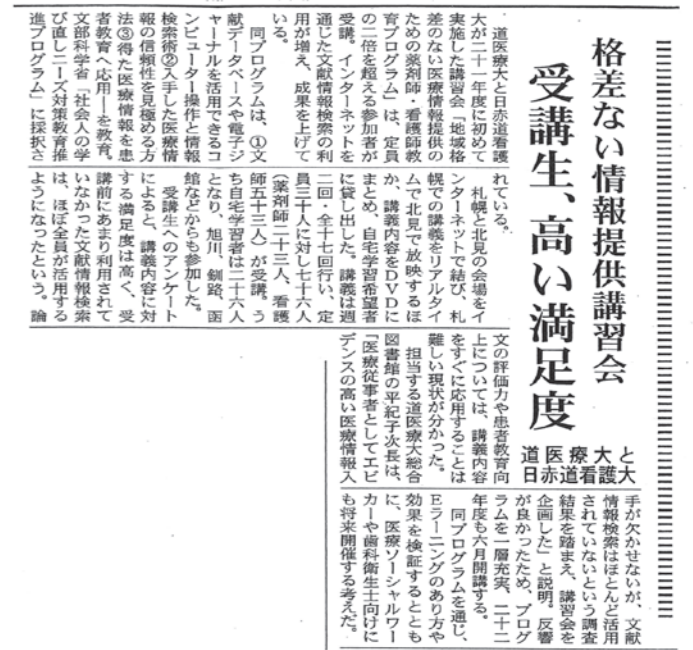 格差ない情報提供講習会
受講生、高い満足度
道医療大と
日赤道看護大
道医療大と日赤道看護
大が二十一年度に初めて
実施した講習会「地域格
差のない医療情報提供の
ための薬剤師・看護師教
育プログラム」は、定員
の二倍を超える参加者が
受講。インターネットを
通じた文献情報検索の利
用が増え、成果を上げて
いる。
同プログラムは、①文
献データベースや電子ジ
ャーナルを活用できるコ
ンピューター操作と情報
検索術②入手した医療情
報の信頼性を見極める方
法③得た医療情報を患
者教育へ応用―を教育。
文部科学省「社会人の学
び直しニーズ対策教育推
進プログラム」に採択さ
れている。
札幌と北見の会場をイ
ンターネットで結び、札
幌での講義をリアルタイ
ムで北見で放映するほ
か、講義内容をDVDに
まとめ、自宅学習希望者
に貸し出した。講義は週
二回・全十七回行い、定
員三十人に対し七十六人
(薬剤師二十三人、看護
師五十三人)が受講。う
ち自宅学習者は二十六人
となり、旭川、釧路、函
館などからも参加した。
受講生へのアンケート
によると、講義内容に対
する満足度は高く、受
講前にあまり利用されて
いなかった文献情報検索
は、ほぼ全員が活用する
ようになったという。論
文の評価力や患者教育向
上については、講義内容
をすぐに応用することは
難しい現状が分かった。
担当する道医療大総合
図書館の平紀子次長は、
「医療従事者としてエビ
デンスの高い医療情報入
手が欠かせないが、文献
情報検索はほとんど活用
されていないという調査
結果を踏まえ、講習会を
企画した」と説明。反響
が良かったため、プログ
ラムを一層充実、二十二
年度も六月開講する。
同プログラムを通じ、
Eラーニングのあり方や
効果を検証するととも
に、医療ソーシャルワー
カーや歯科衛生士向けに
も将来開催する考えだ。